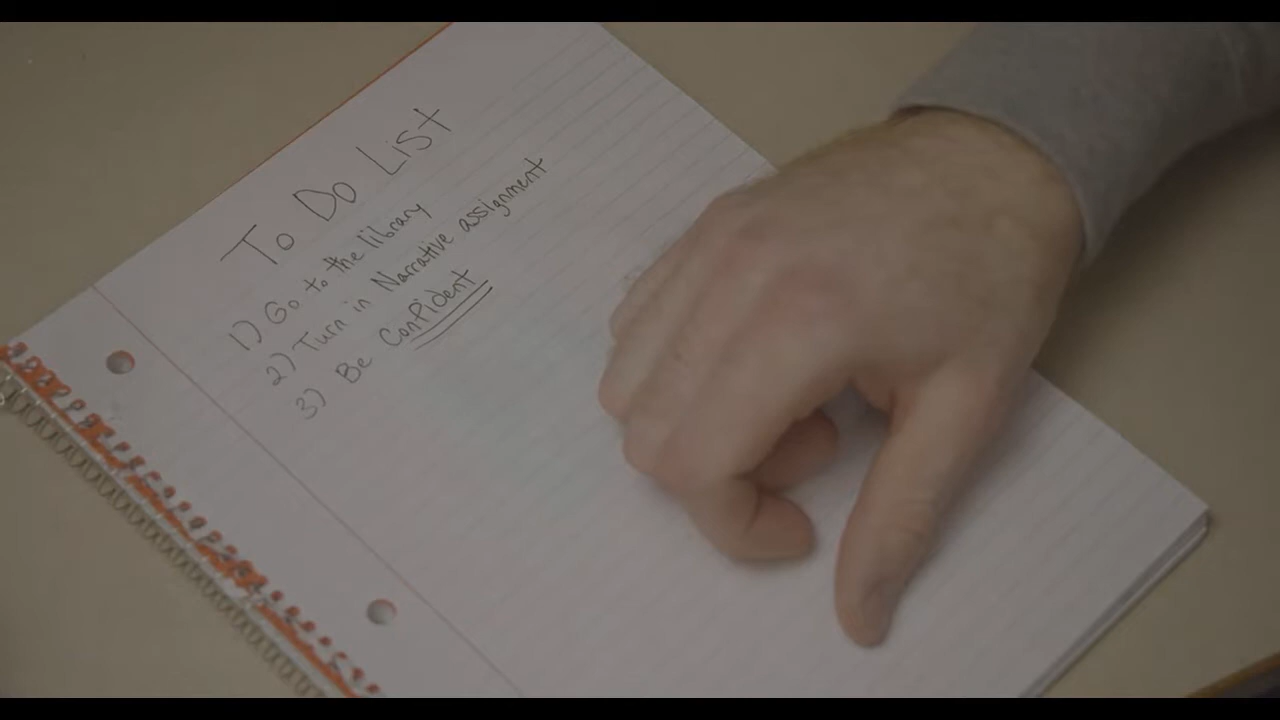 To Do List
1) Go to the library
2) Turn in Narrative assignment
3) Be Confident